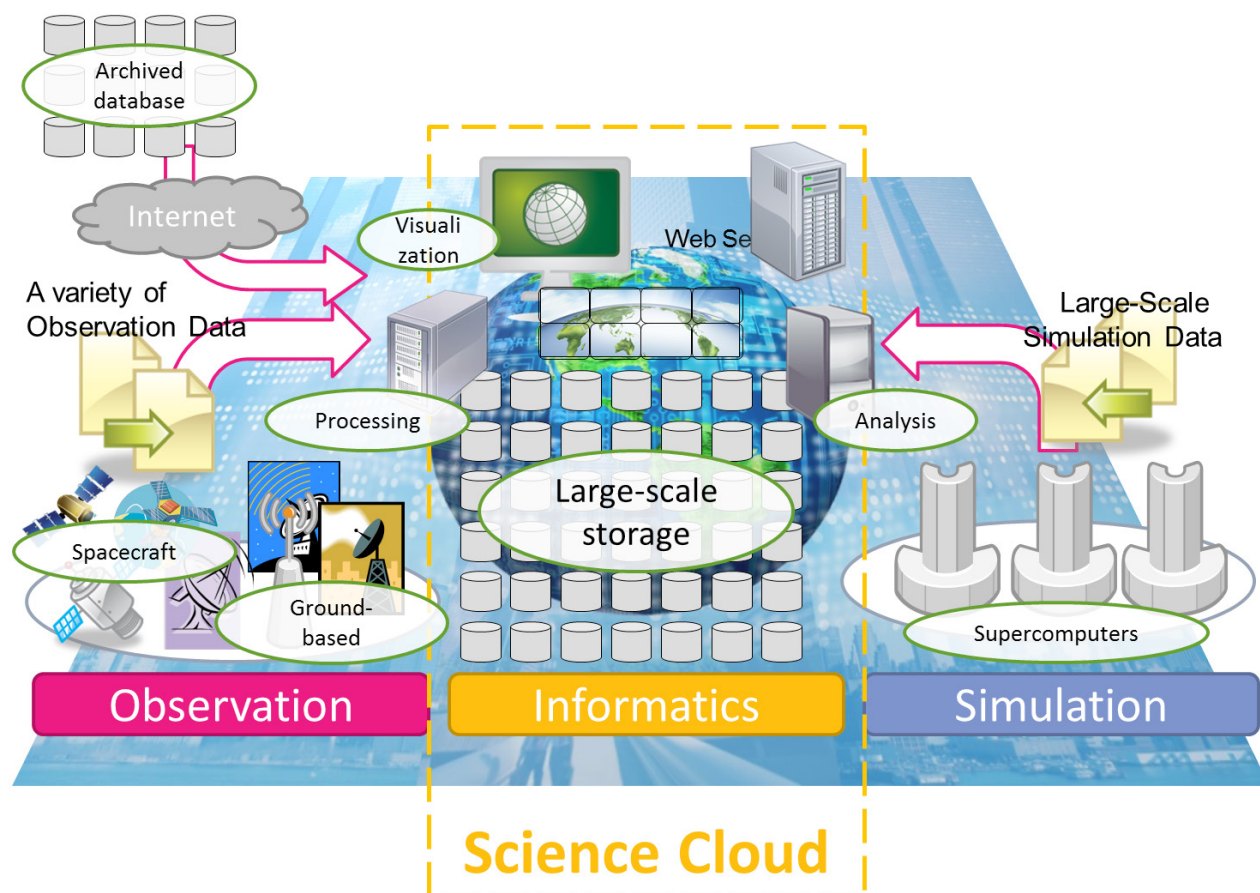 Archived
database
Internet
Visuali
zation
Web Se
A variety of
Observation Data
Large-Scale
Simulation Data
Processing
Analysis
Large-scale
storage
Spacecraft
Ground-
based
Supercomputers
Observation
Informatics
Simulation
Science Cloud